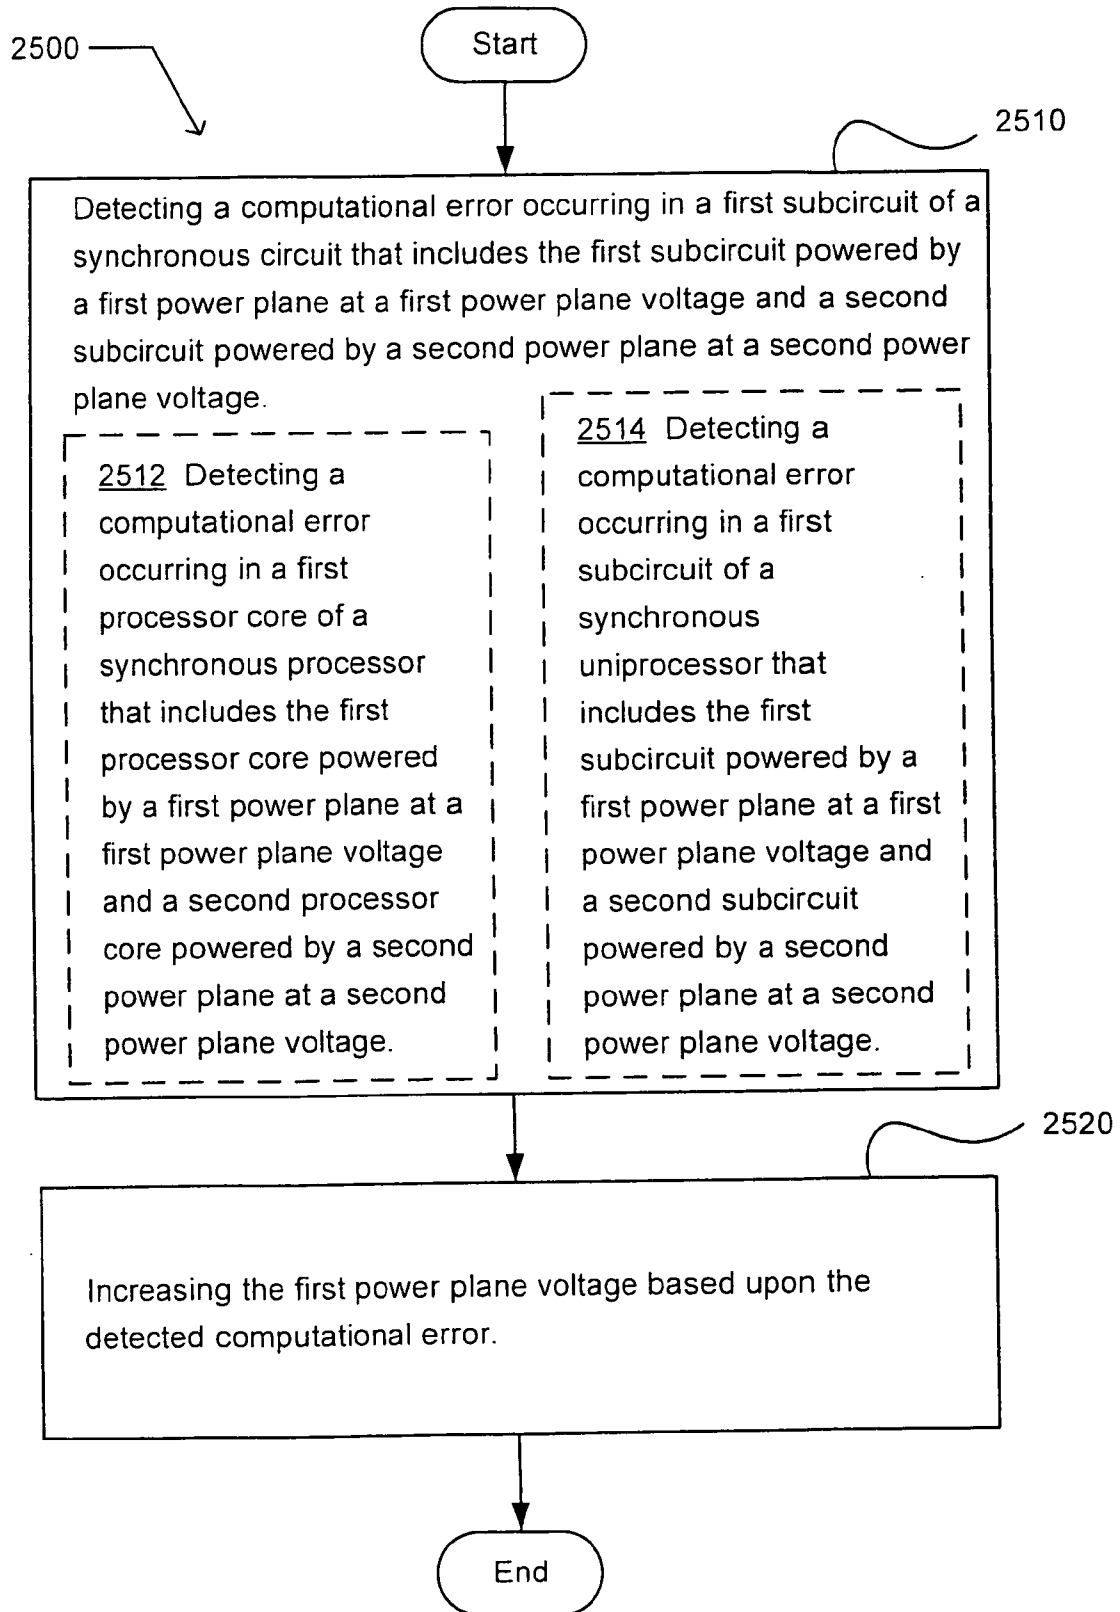 2500
Start
2510
Detecting a computational error occurring in a first subcircuit of a
synchronous circuit that includes the first subcircuit powered by
a first power plane at a first power plane voltage and a second
subcircuit powered by a second power plane at a second power
plane voltage.
2512 Detecting a
computational error
occurring in a first
processor core of a
synchronous processor
that includes the first
processor core powered
by a first power plane at a
first power plane voltage
and a second processor
core powered by a second
power plane at a second
power plane voltage.
2514 Detecting a
computational error
occurring in a first
subcircuit of a
synchronous
uniprocessor that
includes the first
subcircuit powered by a
first power plane at a first
power plane voltage and
a second subcircuit
powered by a second
power plane at a second
power plane voltage.
2520
Increasing the first power plane voltage based upon the
detected computational error.
End